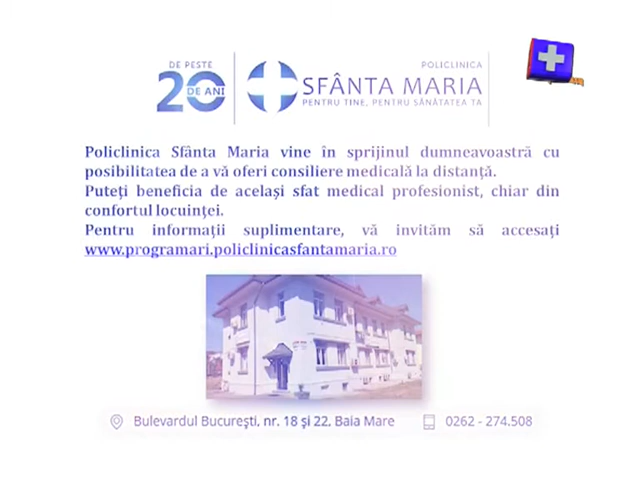 DE PESTE
20 DE ANI
POLICLINICA
SFÂNTA MARIA
PENTRU TINE, PENTRU SĂNĂTATEA TA
Policlinica Sfânta Maria vine în sprijinul dumneavoastră cu
posibilitatea de a vă oferi consiliere medicală la distanță.
Puteți beneficia de același sfat medical profesionist, chiar din
confortul locuinței.
Pentru informații suplimentare, vă invităm să accesați
www.programari.policlinicasfantamaria.ro
Bulevardul București, nr. 18 și 22, Baia Mare
0262 - 274.508